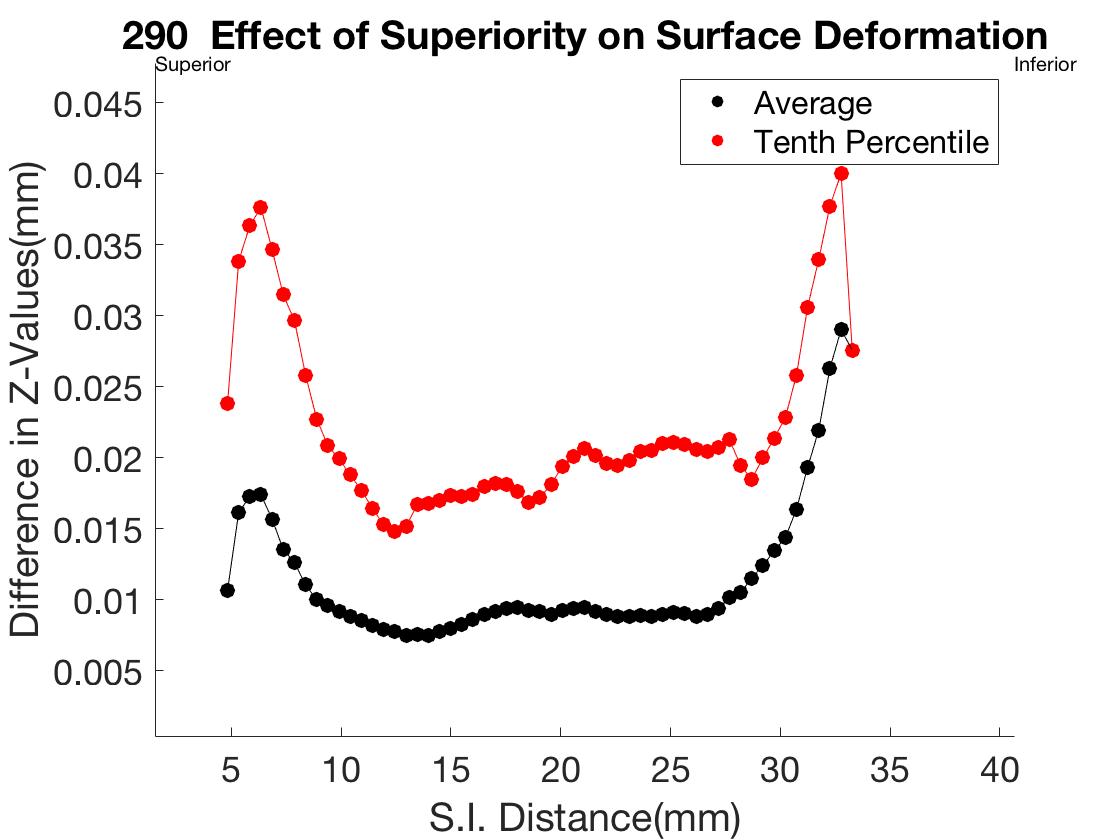 290 Effect of Superiority on Surface Deformation
Superior
Inferior
Average
Tenth Percentile
0.045
0.04
0.035
0.03
0.025
0.02
0.015
0.01
0.005
Difference in Z-Values(mm)
5 10 15 20 25 30 35 40
S.I. Distance(mm)